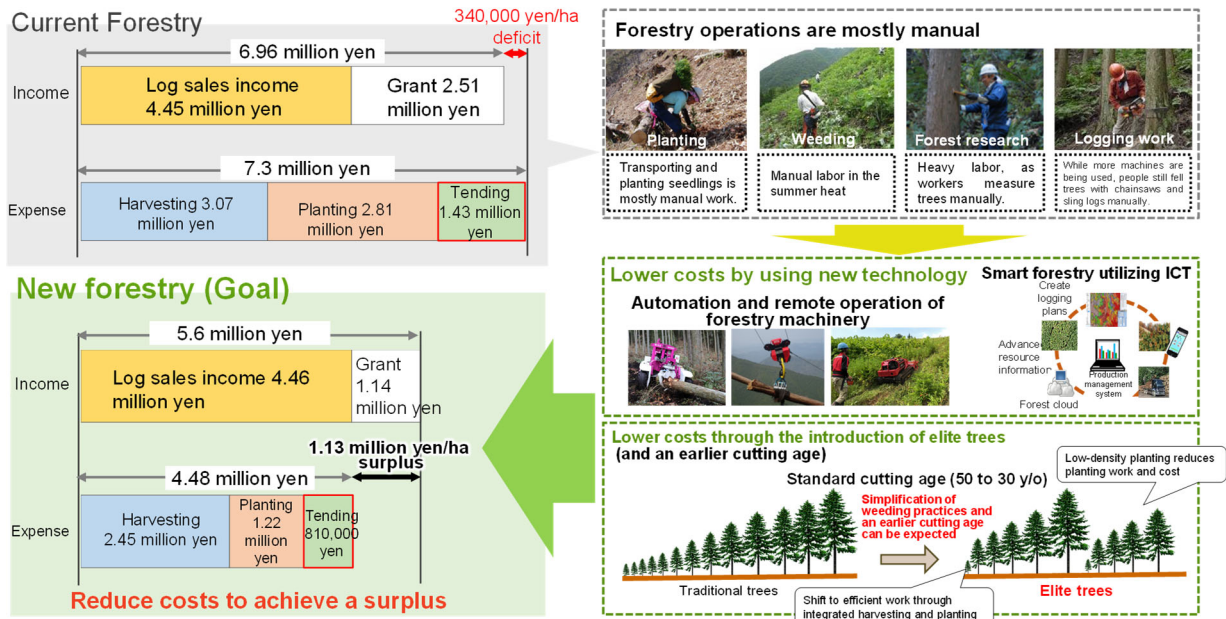 Current Forestry
340,000 yen/ha
deficit
6.96 million yen
Income
Log sales income
4.45 million yen
Grant 2.51
million yen
7.3 million yen
Expense
Harvesting 3.07
million yen
Planting 2.81
million yen
Tending
1.43 million
yen
New forestry (Goal)
5.6 million yen
Income
Log sales income 4.46
million yen
Grant
1.14
million yen
1.13 million yen/ha
surplus
4.48 million yen
Expense
Harvesting
2.45 million yen
Planting
1.22
million
yen
Tending
810,000
yen
Reduce costs to achieve a surplus
Forestry operations are mostly manual
Planting
Weeding
Forest research
Logging work
Transporting and
planting seedlings is
mostly manual work.
Manual labor in the
summer heat
Heavy labor, as
workers measure
trees manually.
While more machines are
being used, people still fell
trees with chainsaws and
sling logs manually.
Lower costs by using new technology
Smart forestry utilizing ICT
Automation and remote operation of
forestry machinery
Create
logging
plans
Advance
resource
information
Production
management
system
Forest cloud
Lower costs through the introduction of elite trees
(and an earlier cutting age)
Low-density planting reduces
planting work and cost
Standard cutting age (50 to 30 y/o)
Simplification of
weeding practices and
an earlier cutting age
can be expected
Traditional trees
Elite trees
Shift to efficient work through
integrated harvesting and planting